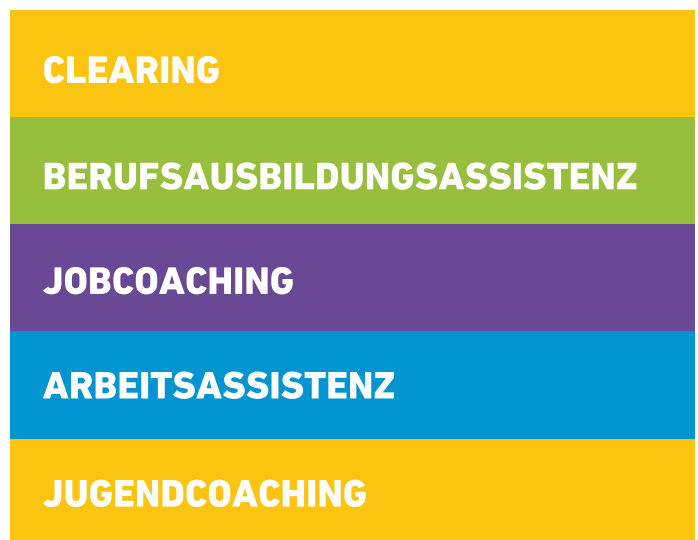 CLEARING
BERUFSAUSBILDUNGSASSISTENZ
JOBCOACHING
ARBEITSASSISTENZ
JUGENDCOACHING